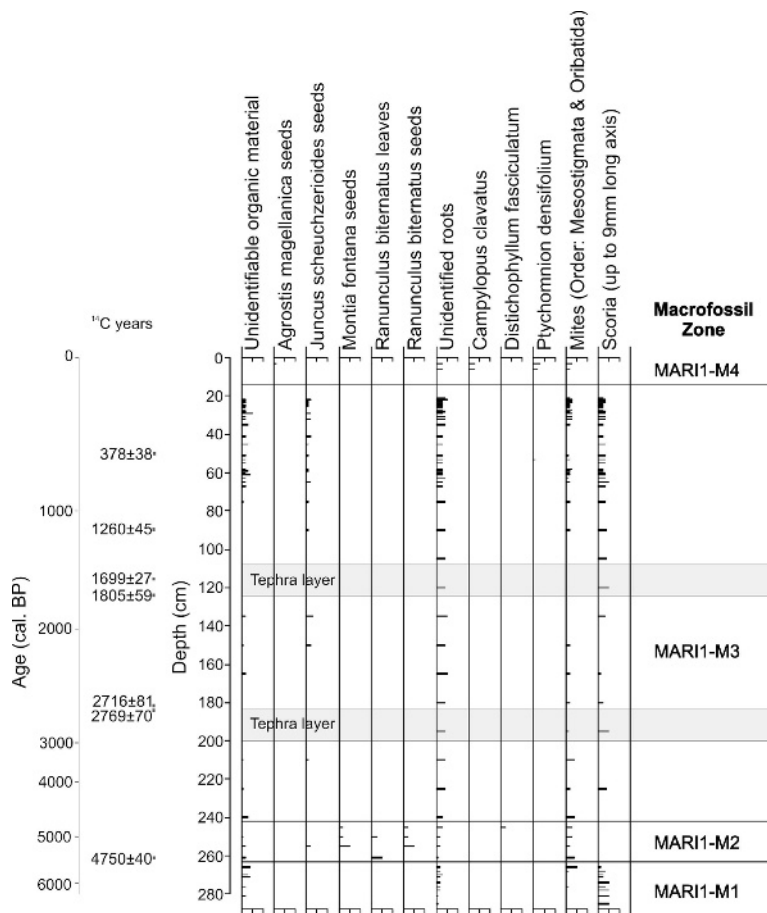 Unidentifiable organic material
Agrostis magellanica seeds
Juncus scheuchzerioides seeds
Montia fontana seeds
Ranunculus biternatus leaves
Ranunculus biternatus seeds
Unidentified roots
Campylopus clavatus
Distichophyllum fasciculatum
Ptychomnion densifolium
Mites (Order: Mesostigmata & Oribatida)
Scoria (up to 9mm long axis)
Macrofossil
Zone
¹⁴C years
Age (cal. BP)
0
1000
2000
3000
4000
5000
6000
378±38
1260±45
1699±27
1805±59
2716±81
2769±70
4750±40
Depth (cm)
0
20
40
60
80
100
120
140
160
180
200
220
240
260
280
Tephra layer
Tephra layer
MARI1-M4
MARI1-M3
MARI1-M2
MARI1-M1